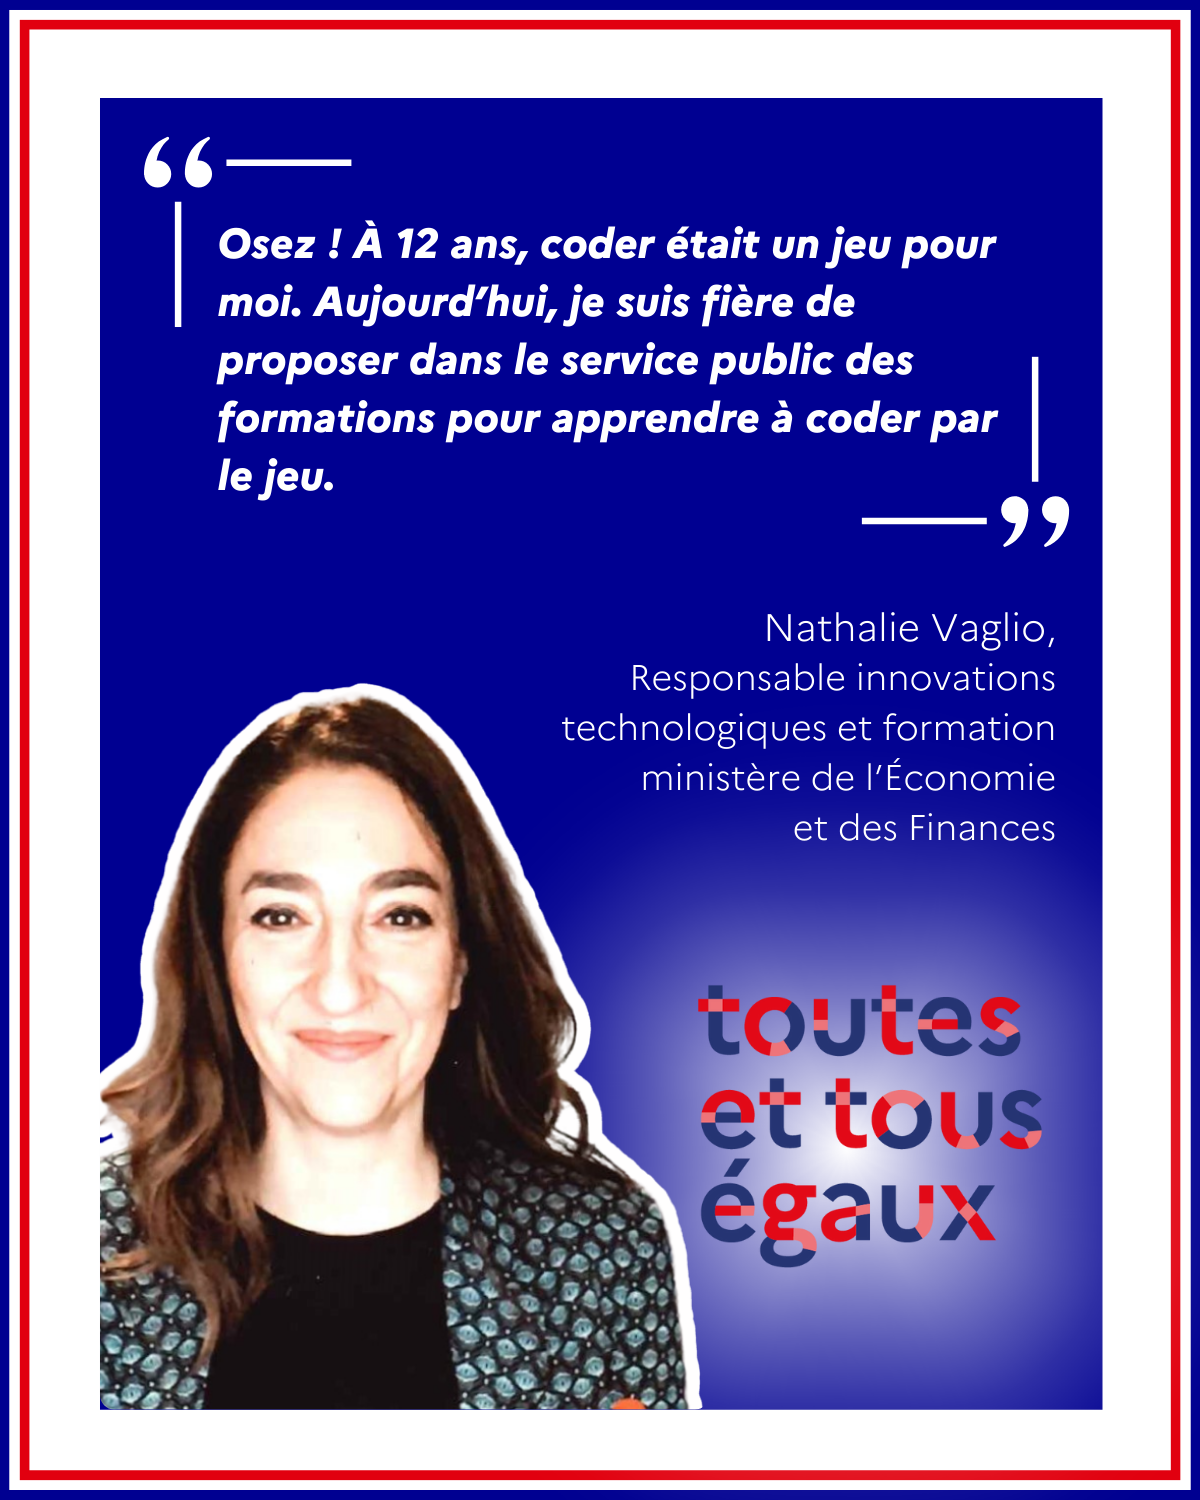 “
Osez ! À 12 ans, coder était un jeu pour
moi. Aujourd’hui, je suis fière de
proposer dans le service public des
formations pour apprendre à coder par
le jeu.
”
Nathalie Vaglio,
Responsable innovations
technologiques et formation
ministère de l’Économie
et des Finances
toutes
et tous
égaux